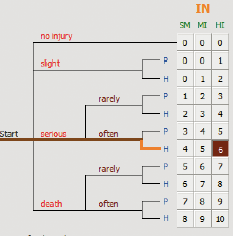 IN
SM MI HI
no injury 0 0 0
slight P 0 0 1
H 0 1 2
rarely P 1 2 3
H 2 3 4
Start serious often P 3 4 5
H 4 5 6
rarely P 5 6 7
H 6 7 8
death often P 7 8 9
H 8 9 10